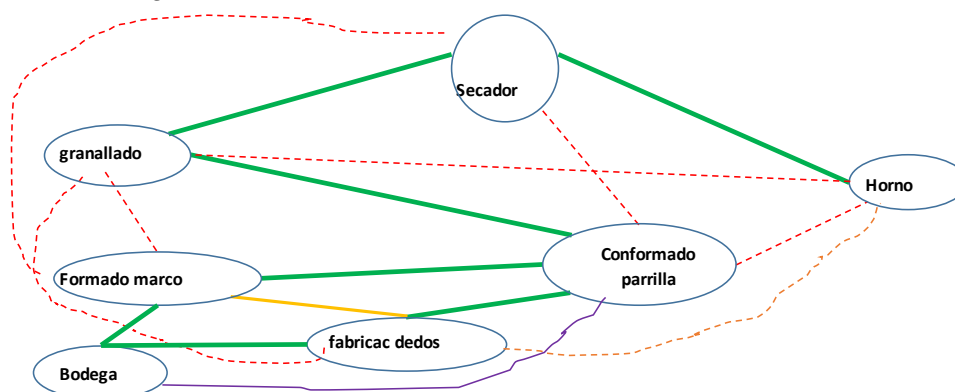 Secador
granallado
Horno
Conformado
parrilla
Formado marco
fabricac dedos
Bodega